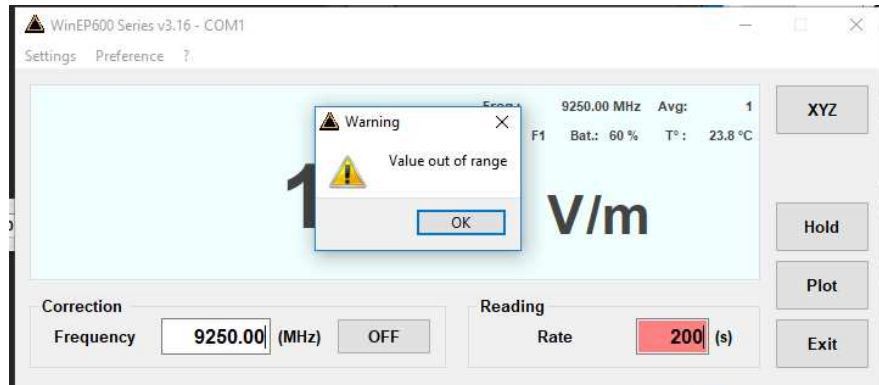 WinEP600 Series v3.16 - COM1
Settings Preference ?
9250.00 MHz Avg: 1
F1 Bat.: 60 % T° : 23.8 °C
Warning
Value out of range
OK
1
V/m
XYZ
Hold
Plot
Exit
Correction
Frequency 9250.00 (MHz) OFF
Reading
Rate 200 (s)